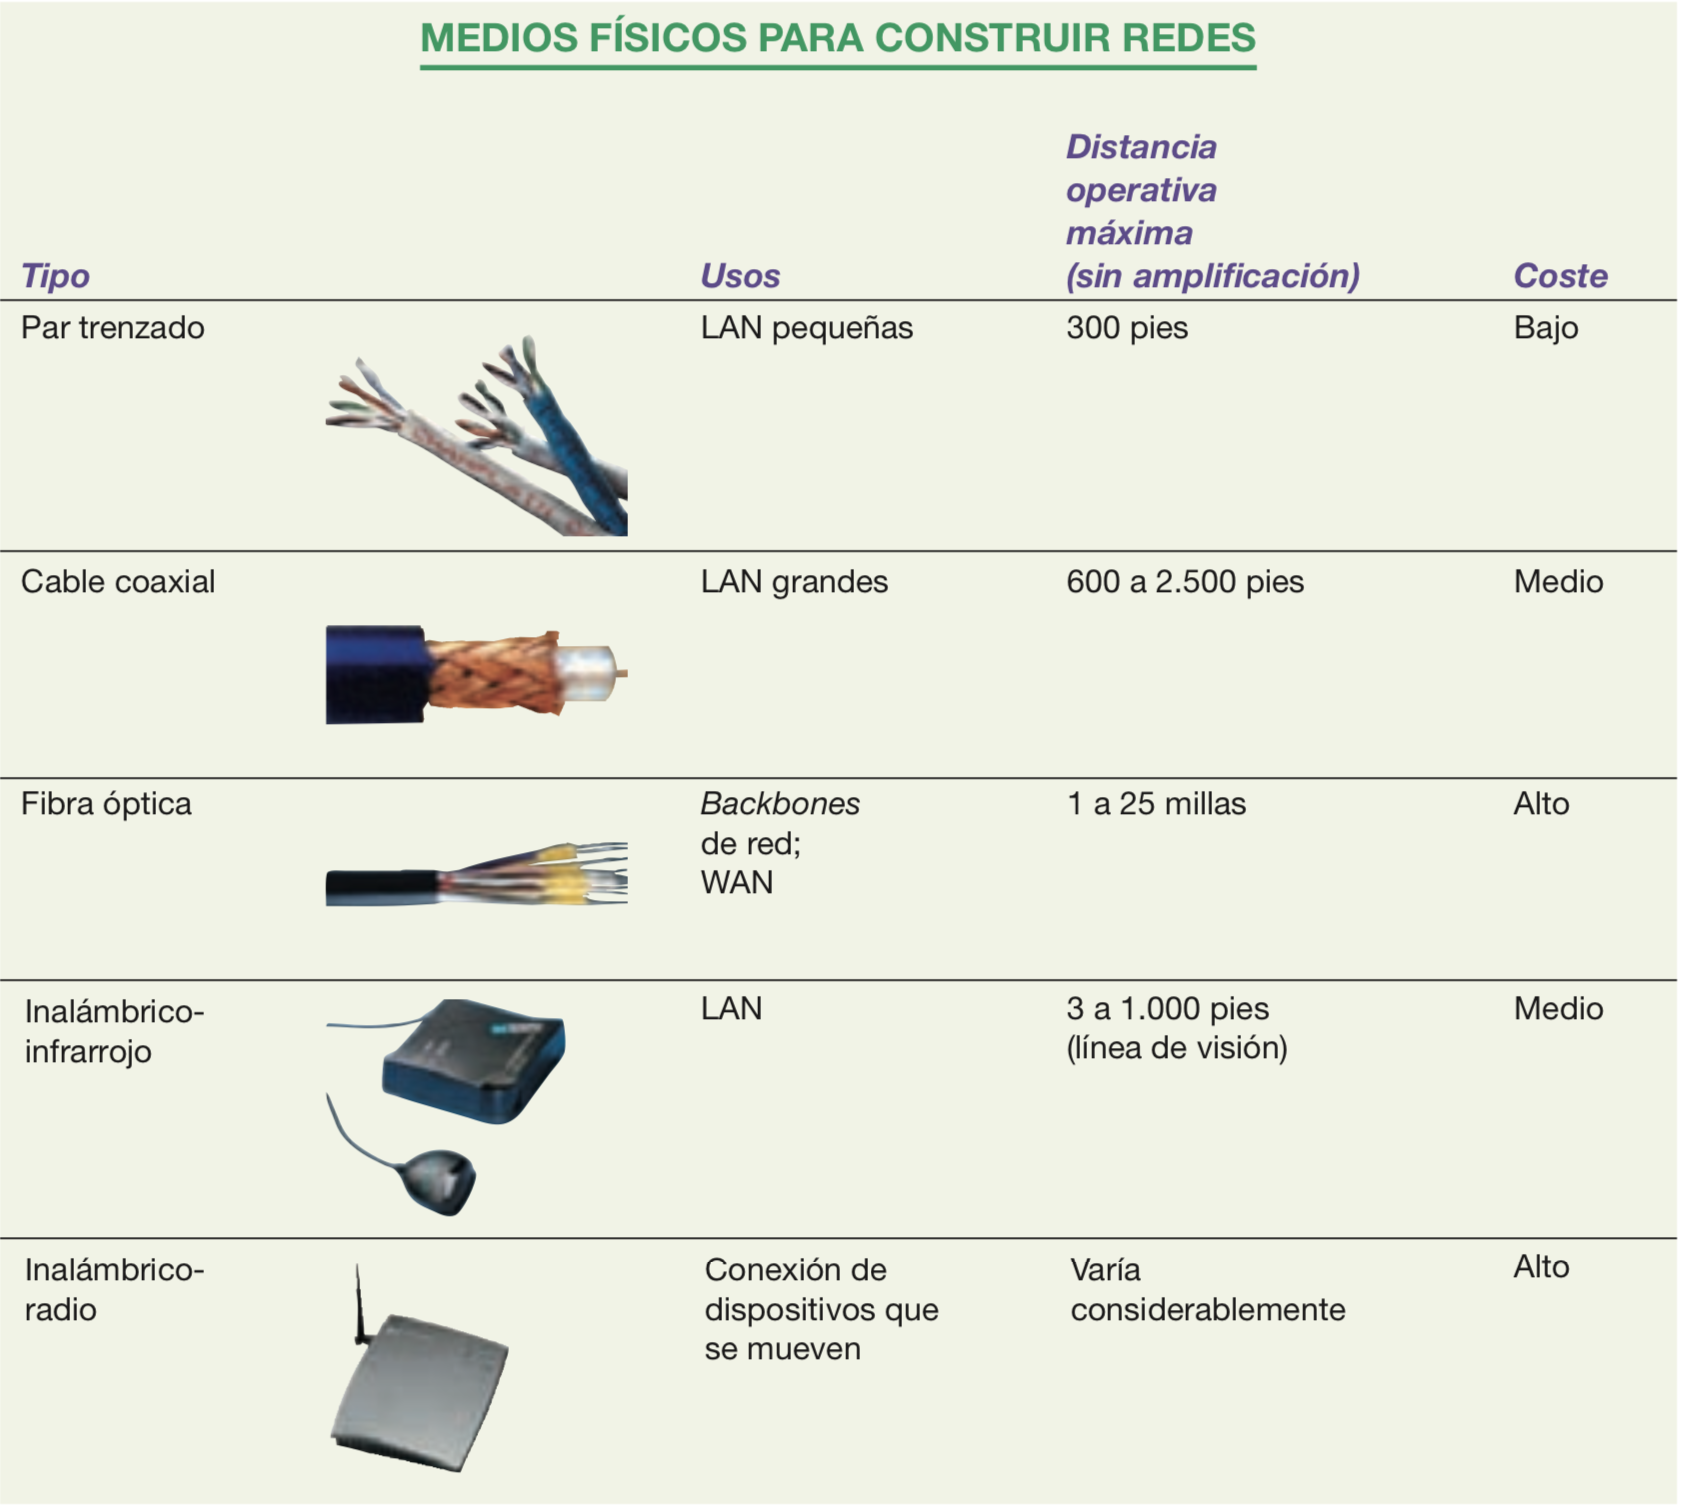 MEDIOS FÍSICOS PARA CONSTRUIR REDES
Distancia
operativa
máxima
Tipo Usos (sin amplificación) Coste
Par trenzado LAN pequeñas 300 pies Bajo
Cable coaxial LAN grandes 600 a 2.500 pies Medio
Fibra óptica Backbones 1 a 25 millas Alto
de red;
WAN
Inalámbrico- LAN 3 a 1.000 pies Medio
infrarrojo (línea de visión)
Inalámbrico- Conexión de Varía Alto
radio dispositivos que considerablemente
se mueven